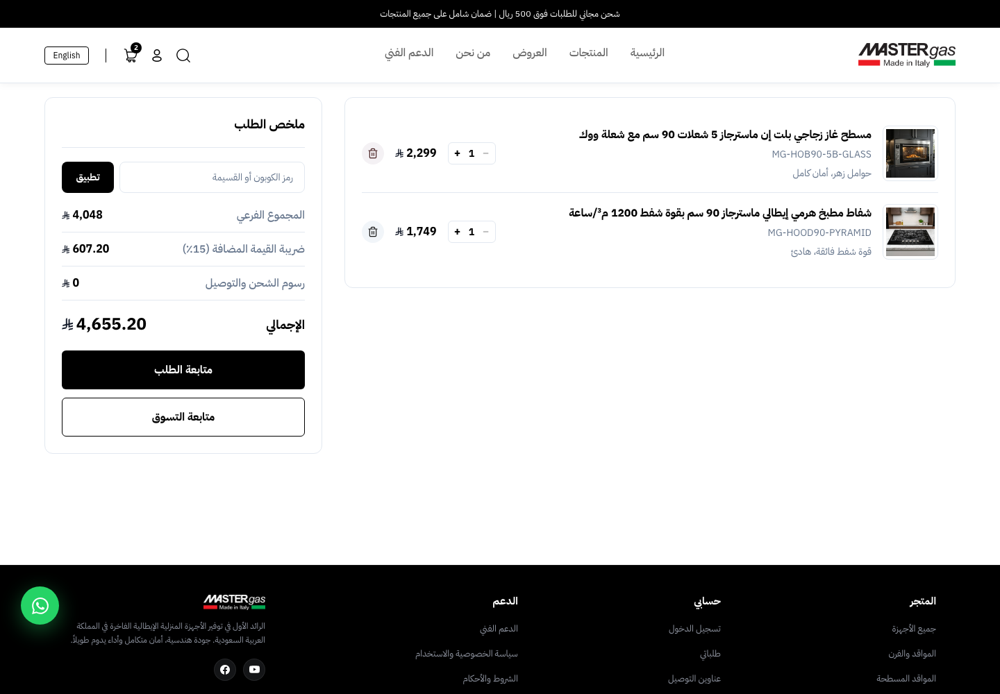 شحن مجاني للطلبات فوق 500 ريال | ضمان شامل على جميع المنتجات
MASTERgas
Made in Italy
الرئيسية
المنتجات
العروض
من نحن
الدعم الفني
2
English
مسطح غاز زجاجي بلت إن ماسترجاز 5 شعلات 90 سم مع شعلة ووك
MG-HOB90-5B-GLASS
حوامل زهر، أمان كامل
− 1 +
2,299
شفاط مطبخ هرمي إيطالي ماسترجاز 90 سم بقوة شفط 1200 م³/ساعة
MG-HOOD90-PYRAMID
قوة شفط فائقة، هادئ
− 1 +
1,749
ملخص الطلب
رمز الكوبون أو القسيمة
تطبيق
المجموع الفرعي 4,048
ضريبة القيمة المضافة (15٪) 607.20
رسوم الشحن والتوصيل 0
الإجمالي 4,655.20
متابعة الطلب
متابعة التسوق
المتجر
جميع الأجهزة
المواقد والفرن
المواقد المسطحة
حسابي
تسجيل الدخول
طلباتي
عناوين التوصيل
الدعم
الدعم الفني
سياسة الخصوصية والاستخدام
الشروط والأحكام
MASTERgas
Made in Italy
الرائد الأول في توفير الأجهزة المنزلية الإيطالية الفاخرة في المملكة
العربية السعودية. جودة هندسية، أمان متكامل وأداء يدوم طويلاً.